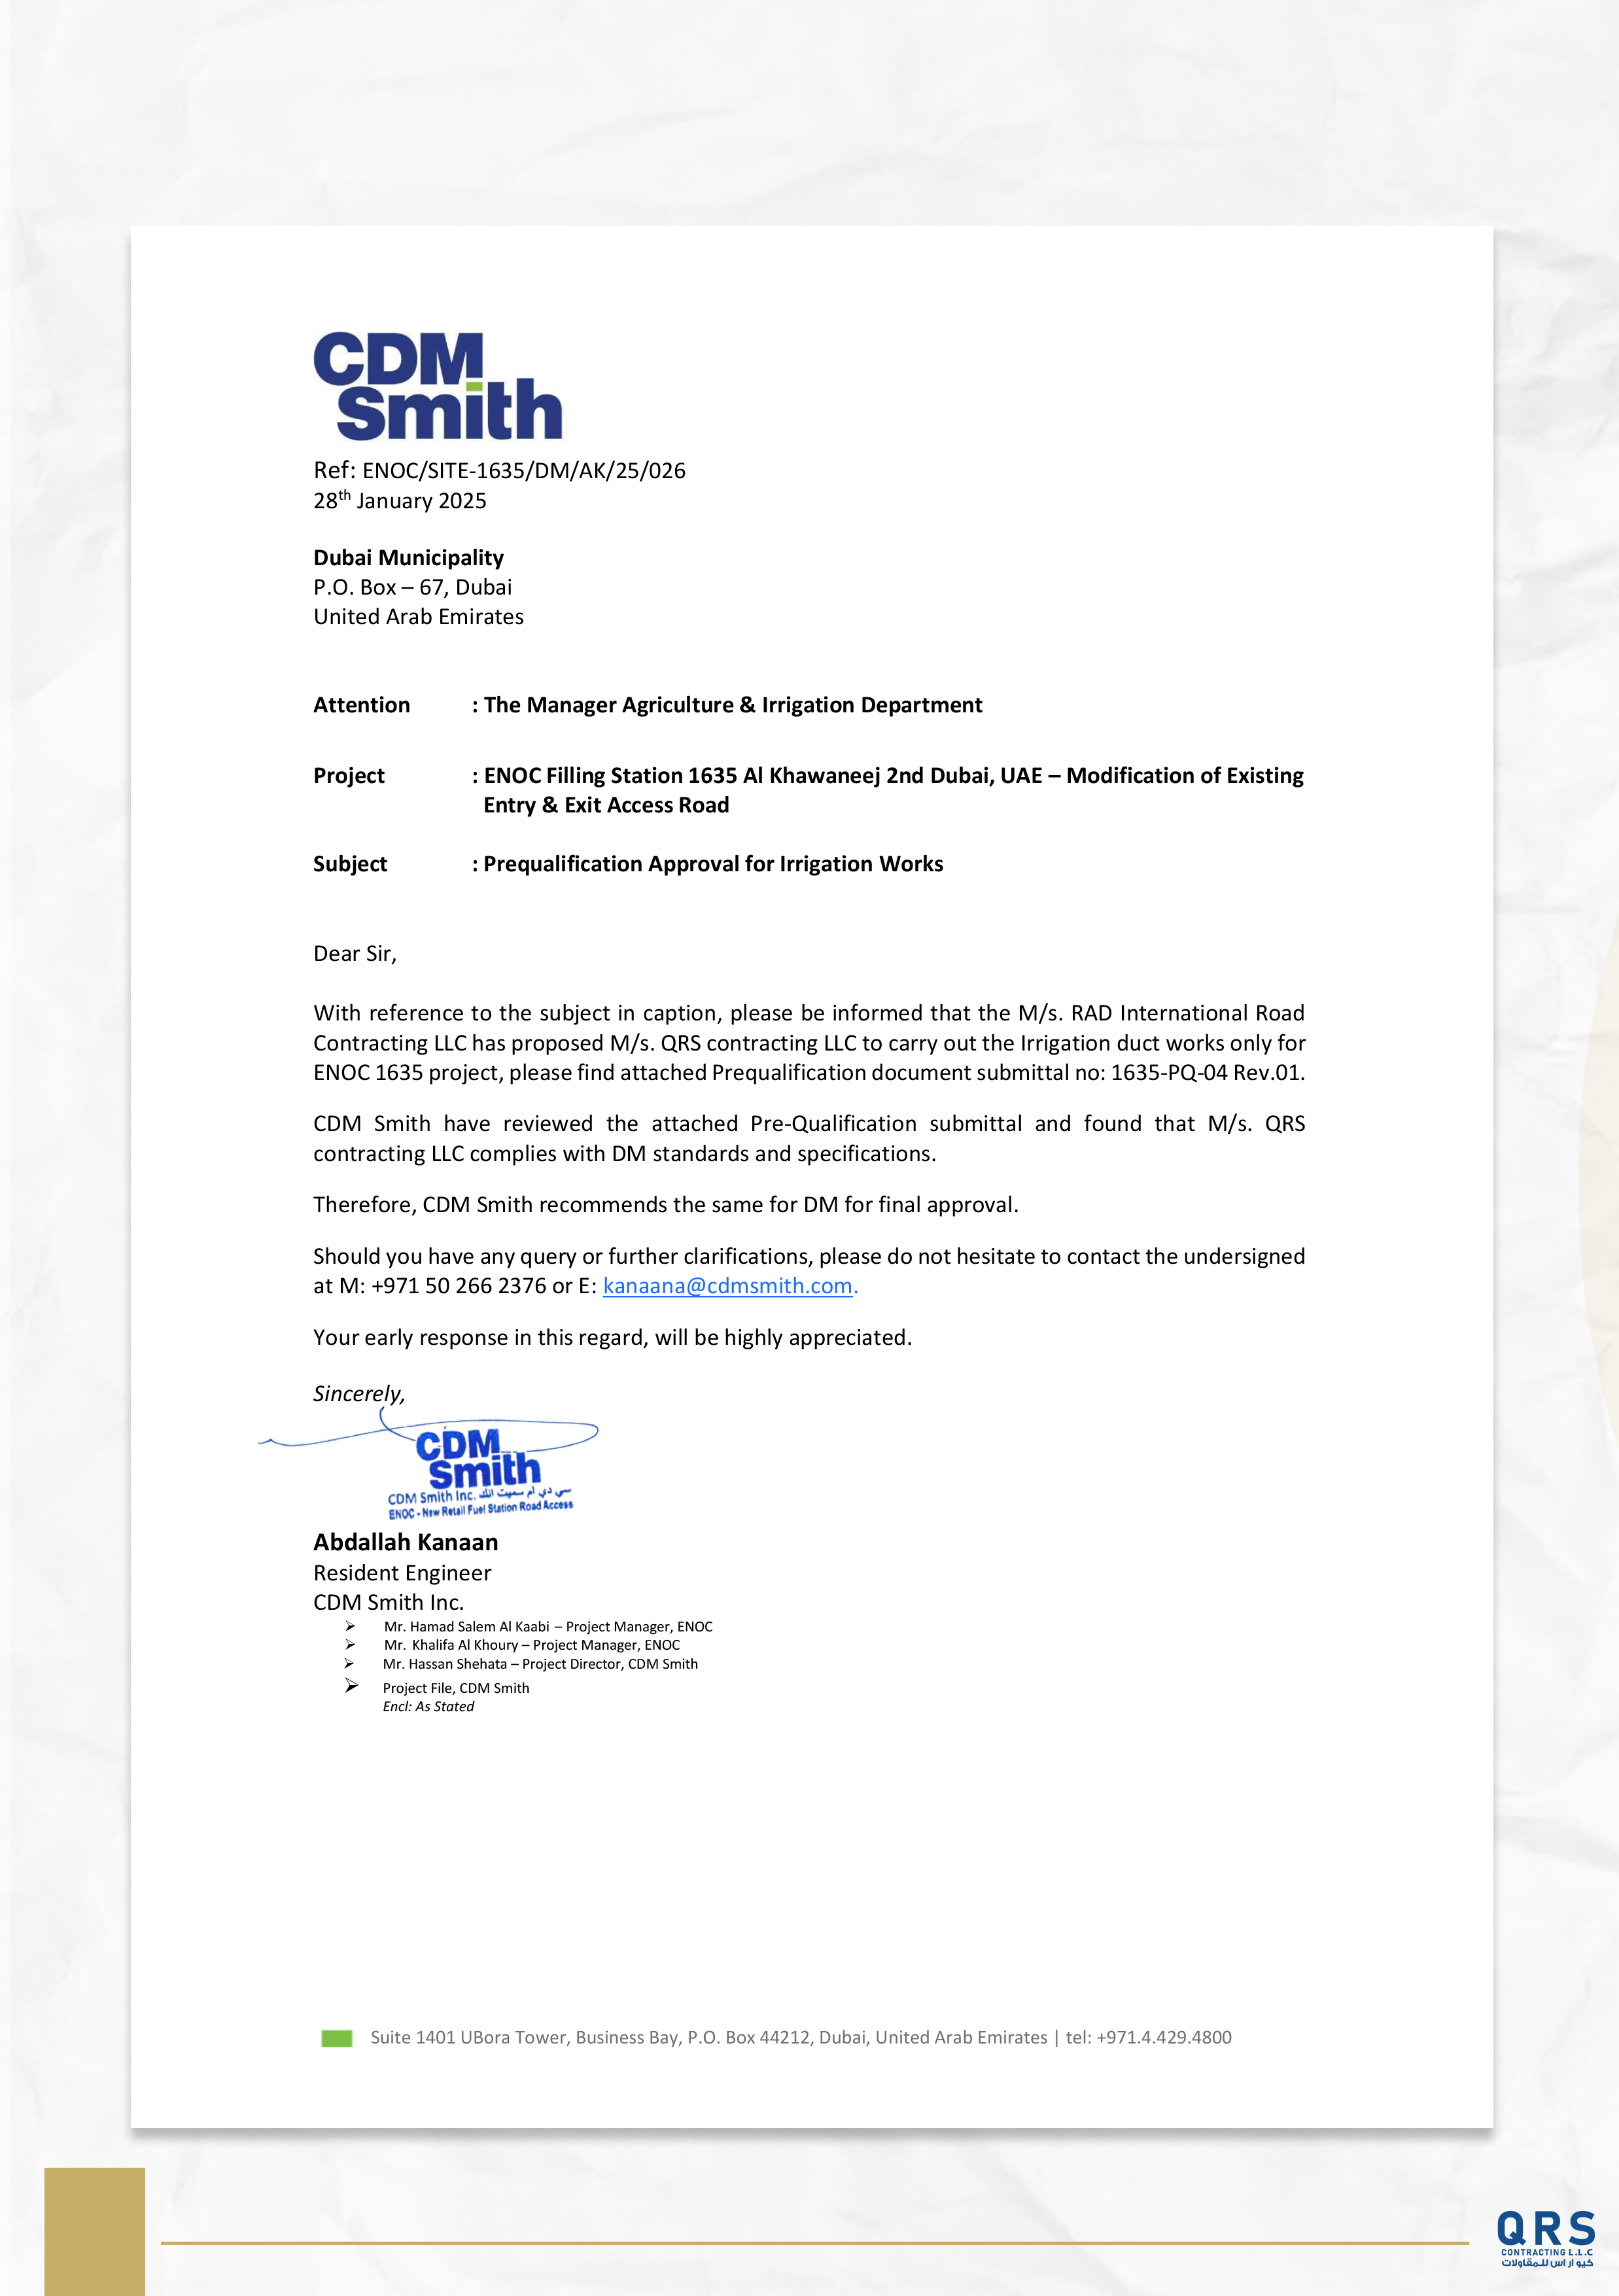 CDM
Smith
Ref: ENOC/SITE-1635/DM/AK/25/026
28th January 2025
Dubai Municipality
P.O. Box – 67, Dubai
United Arab Emirates
Attention : The Manager Agriculture & Irrigation Department
Project : ENOC Filling Station 1635 Al Khawaneej 2nd Dubai, UAE – Modification of Existing
Entry & Exit Access Road
Subject : Prequalification Approval for Irrigation Works
Dear Sir,
With reference to the subject in caption, please be informed that the M/s. RAD International Road
Contracting LLC has proposed M/s. QRS contracting LLC to carry out the Irrigation duct works only for
ENOC 1635 project, please find attached Prequalification document submittal no: 1635-PQ-04 Rev.01.
CDM Smith have reviewed the attached Pre-Qualification submittal and found that M/s. QRS
contracting LLC complies with DM standards and specifications.
Therefore, CDM Smith recommends the same for DM for final approval.
Should you have any query or further clarifications, please do not hesitate to contact the undersigned
at M: +971 50 266 2376 or E: kanaana@cdmsmith.com.
Your early response in this regard, will be highly appreciated.
Sincerely,
CDM
Smith
CDM Smith Inc. سي دي ام سميث انك
ENOC - New Retail Fuel Station Road Access
Abdallah Kanaan
Resident Engineer
CDM Smith Inc.
➢ Mr. Hamad Salem Al Kaabi – Project Manager, ENOC
➢ Mr. Khalifa Al Khoury – Project Manager, ENOC
➢ Mr. Hassan Shehata – Project Director, CDM Smith
➢ Project File, CDM Smith
Encl: As Stated
Suite 1401 UBora Tower, Business Bay, P.O. Box 44212, Dubai, United Arab Emirates | tel: +971.4.429.4800
QRS
CONTRACTING L.L.C
كيو ار اس للمقاولات